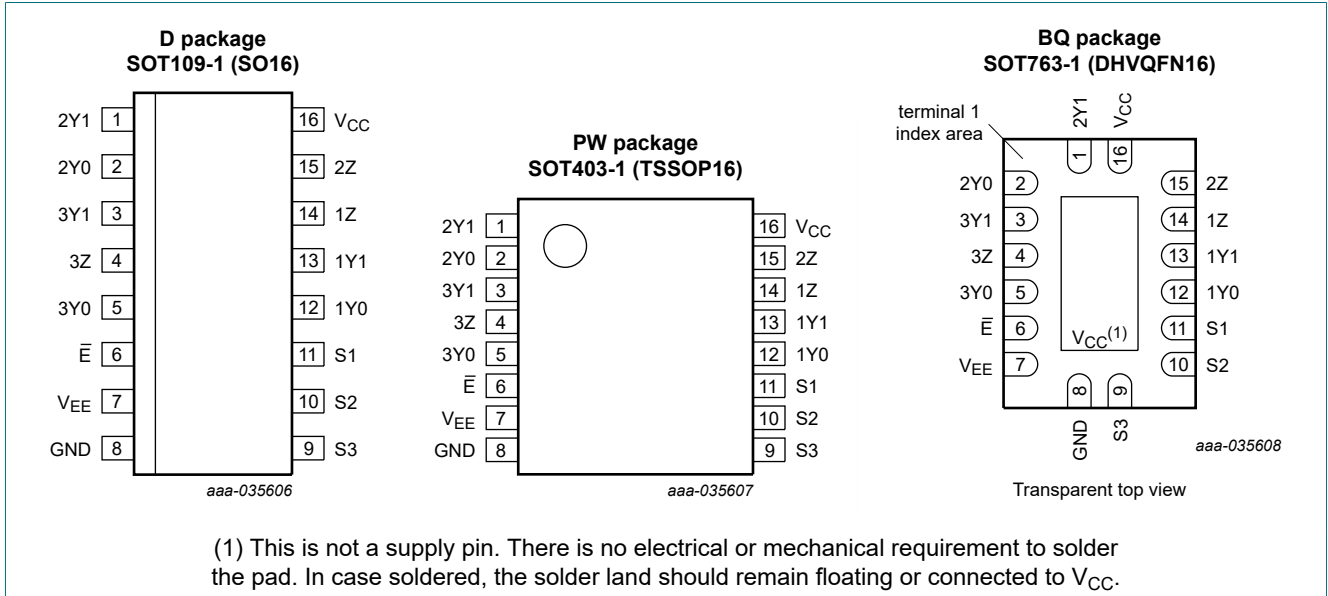 D package
SOT109-1 (SO16)
2Y1 1
2Y0 2
3Y1 3
3Z 4
3Y0 5
E̅ 6
VEE 7
GND 8
16 VCC
15 2Z
14 1Z
13 1Y1
12 1Y0
11 S1
10 S2
9 S3
aaa-035606
PW package
SOT403-1 (TSSOP16)
2Y1 1
2Y0 2
3Y1 3
3Z 4
3Y0 5
E̅ 6
VEE 7
GND 8
16 VCC
15 2Z
14 1Z
13 1Y1
12 1Y0
11 S1
10 S2
9 S3
aaa-035607
BQ package
SOT763-1 (DHVQFN16)
terminal 1
index area
2Y1 1
VCC 16
2Y0 2
3Y1 3
3Z 4
3Y0 5
E̅ 6
VEE 7
15 2Z
14 1Z
13 1Y1
12 1Y0
11 S1
10 S2
VCC(1)
GND 8
S3 9
aaa-035608
Transparent top view
(1) This is not a supply pin. There is no electrical or mechanical requirement to solder
the pad. In case soldered, the solder land should remain floating or connected to VCC.